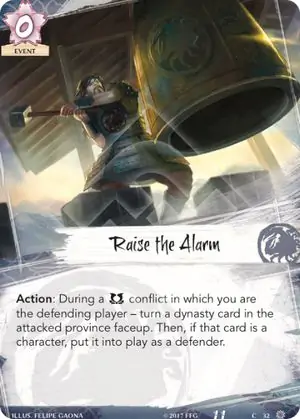 0
EVENT
Raise the Alarm
Action: During a conflict in which you are
the defending player – turn a dynasty card in the
attacked province faceup. Then, if that card is a
character, put it into play as a defender.
ILLUS. FELIPE GAONA
©2017 FFG
11
C 32